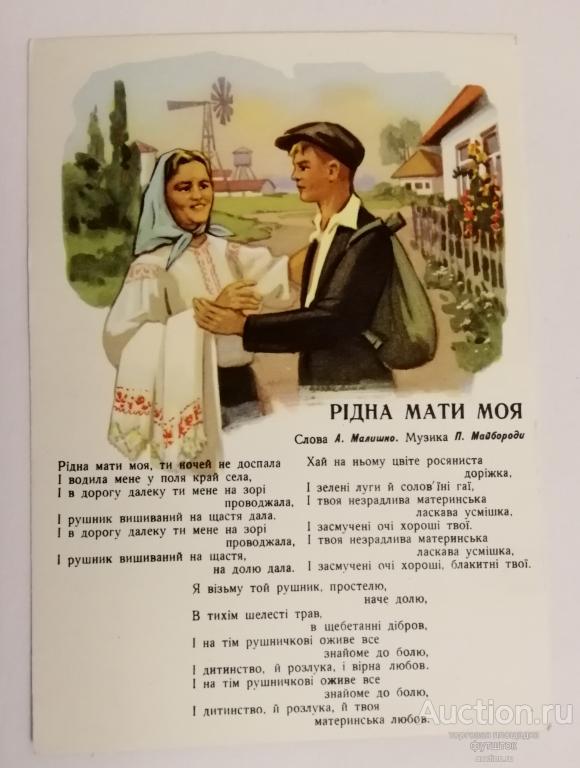 РІДНА МАТИ МОЯ
Слова А. Малишко. Музика П. Майбороди
Рідна мати моя, ти ночей не доспала
І водила мене у поля край села,
І в дорогу далеку ти мене на зорі
проводжала,
І рушник вишиваний на щастя дала.
І в дорогу далеку ти мене на зорі
проводжала,
І рушник вишиваний на щастя,
на долю дала.
Хай на ньому цвіте росяниста
доріжка,
І зелені луги й солов'їні гаї,
І твоя незрадлива материнська
ласкава усмішка,
І засмучені очі хороші твої.
І твоя незрадлива материнська
ласкава усмішка,
І засмучені очі хороші, блакитні твої.
Я візьму той рушник, простелю,
наче долю,
В тихім шелесті трав,
в щебетанні дібров,
І на тім рушничкові оживе все
знайоме до болю,
І дитинство, й розлука, і вірна любов.
І на тім рушничкові оживе все
знайоме до болю,
І дитинство, й розлука, й твоя
материнська любов.
Auction.ru
торговая площадка
футшток
auction.ru